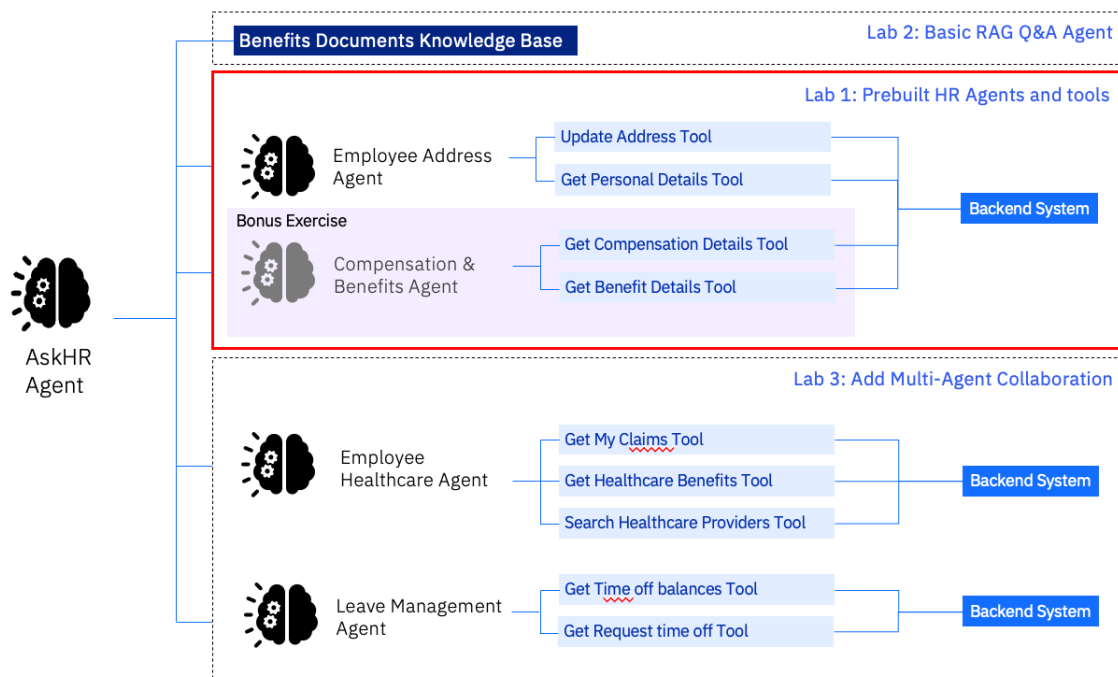 Benefits Documents Knowledge Base
Lab 2: Basic RAG Q&A Agent
Lab 1: Prebuilt HR Agents and tools
Employee Address
Agent
Update Address Tool
Get Personal Details Tool
Backend System
Bonus Exercise
Compensation &
Benefits Agent
Get Compensation Details Tool
Get Benefit Details Tool
AskHR
Agent
Lab 3: Add Multi-Agent Collaboration
Employee
Healthcare Agent
Get My Claims Tool
Get Healthcare Benefits Tool
Search Healthcare Providers Tool
Backend System
Leave Management
Agent
Get Time off balances Tool
Get Request time off Tool
Backend System